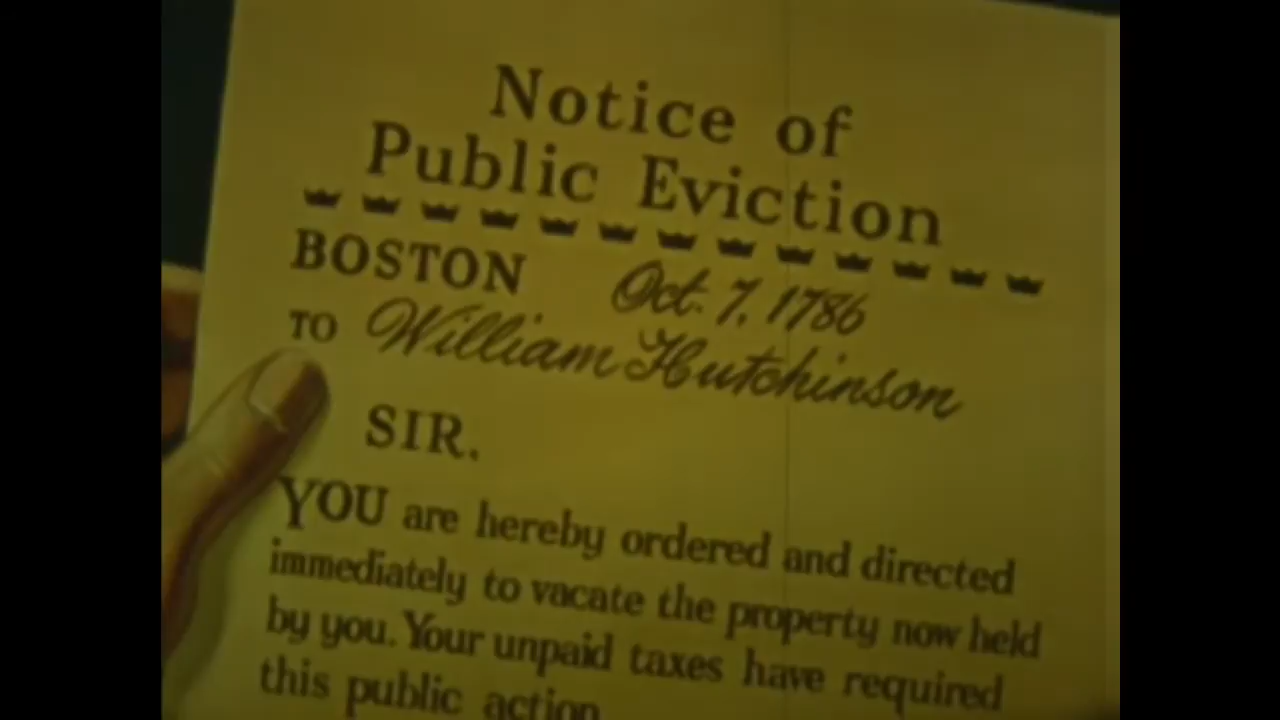 Notice of
Public Eviction
BOSTON Oct. 7, 1786
TO William Hutchinson
SIR.
YOU are hereby ordered and directed
immediately to vacate the property now held
by you. Your unpaid taxes have required
this public action